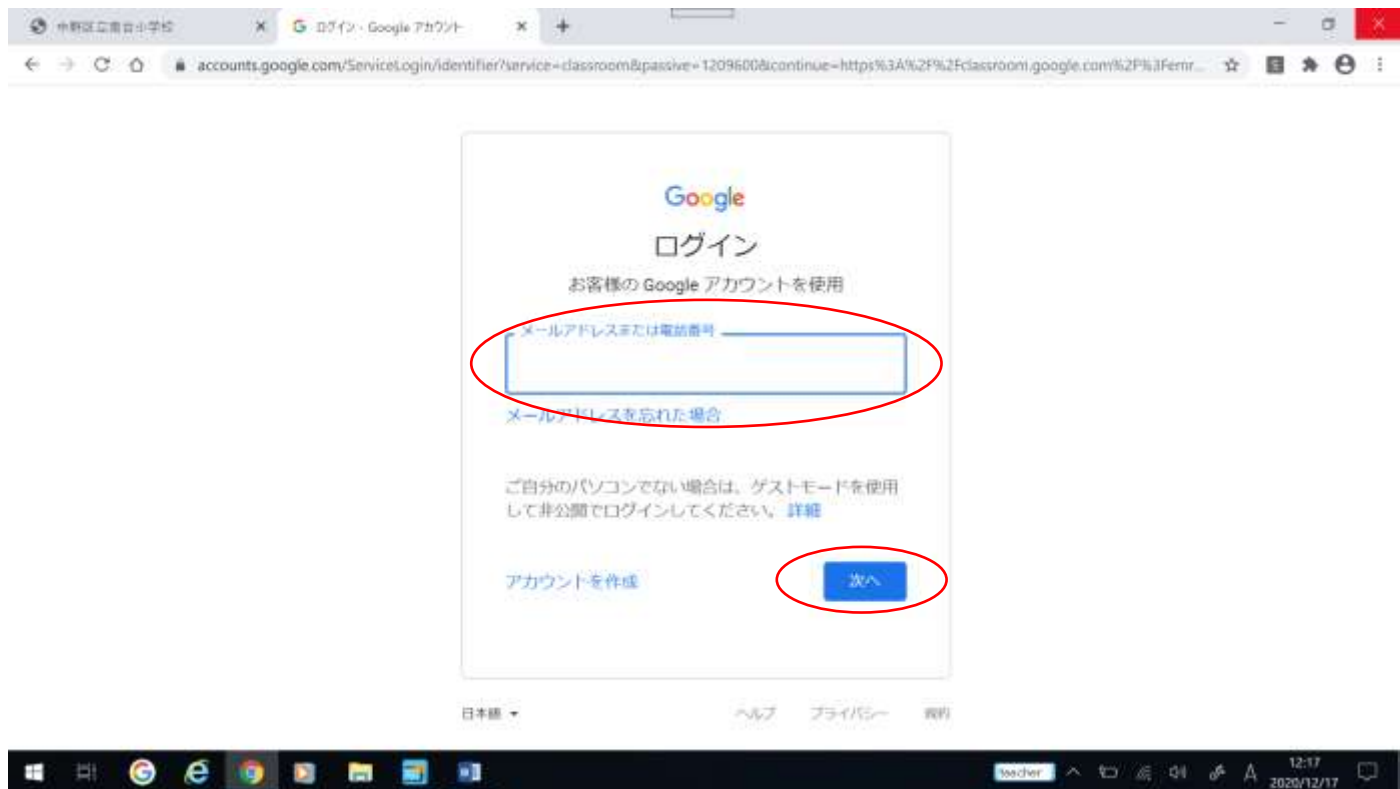 中野区立南台小学校
ログイン - Google アカウント
accounts.google.com/ServiceLogin/identifier?service=classroom&passive=1209600&continue=https%3A%2F%2Fclassroom.google.com%2F%3Femr...
Google
ログイン
お客様の Google アカウントを使用
メールアドレスまたは電話番号
メールアドレスを忘れた場合
ご自分のパソコンでない場合は、ゲストモードを使用
して非公開でログインしてください。 詳細
アカウントを作成
次へ
日本語
ヘルプ プライバシー 規約
teacher
A
12:17
2020/12/17